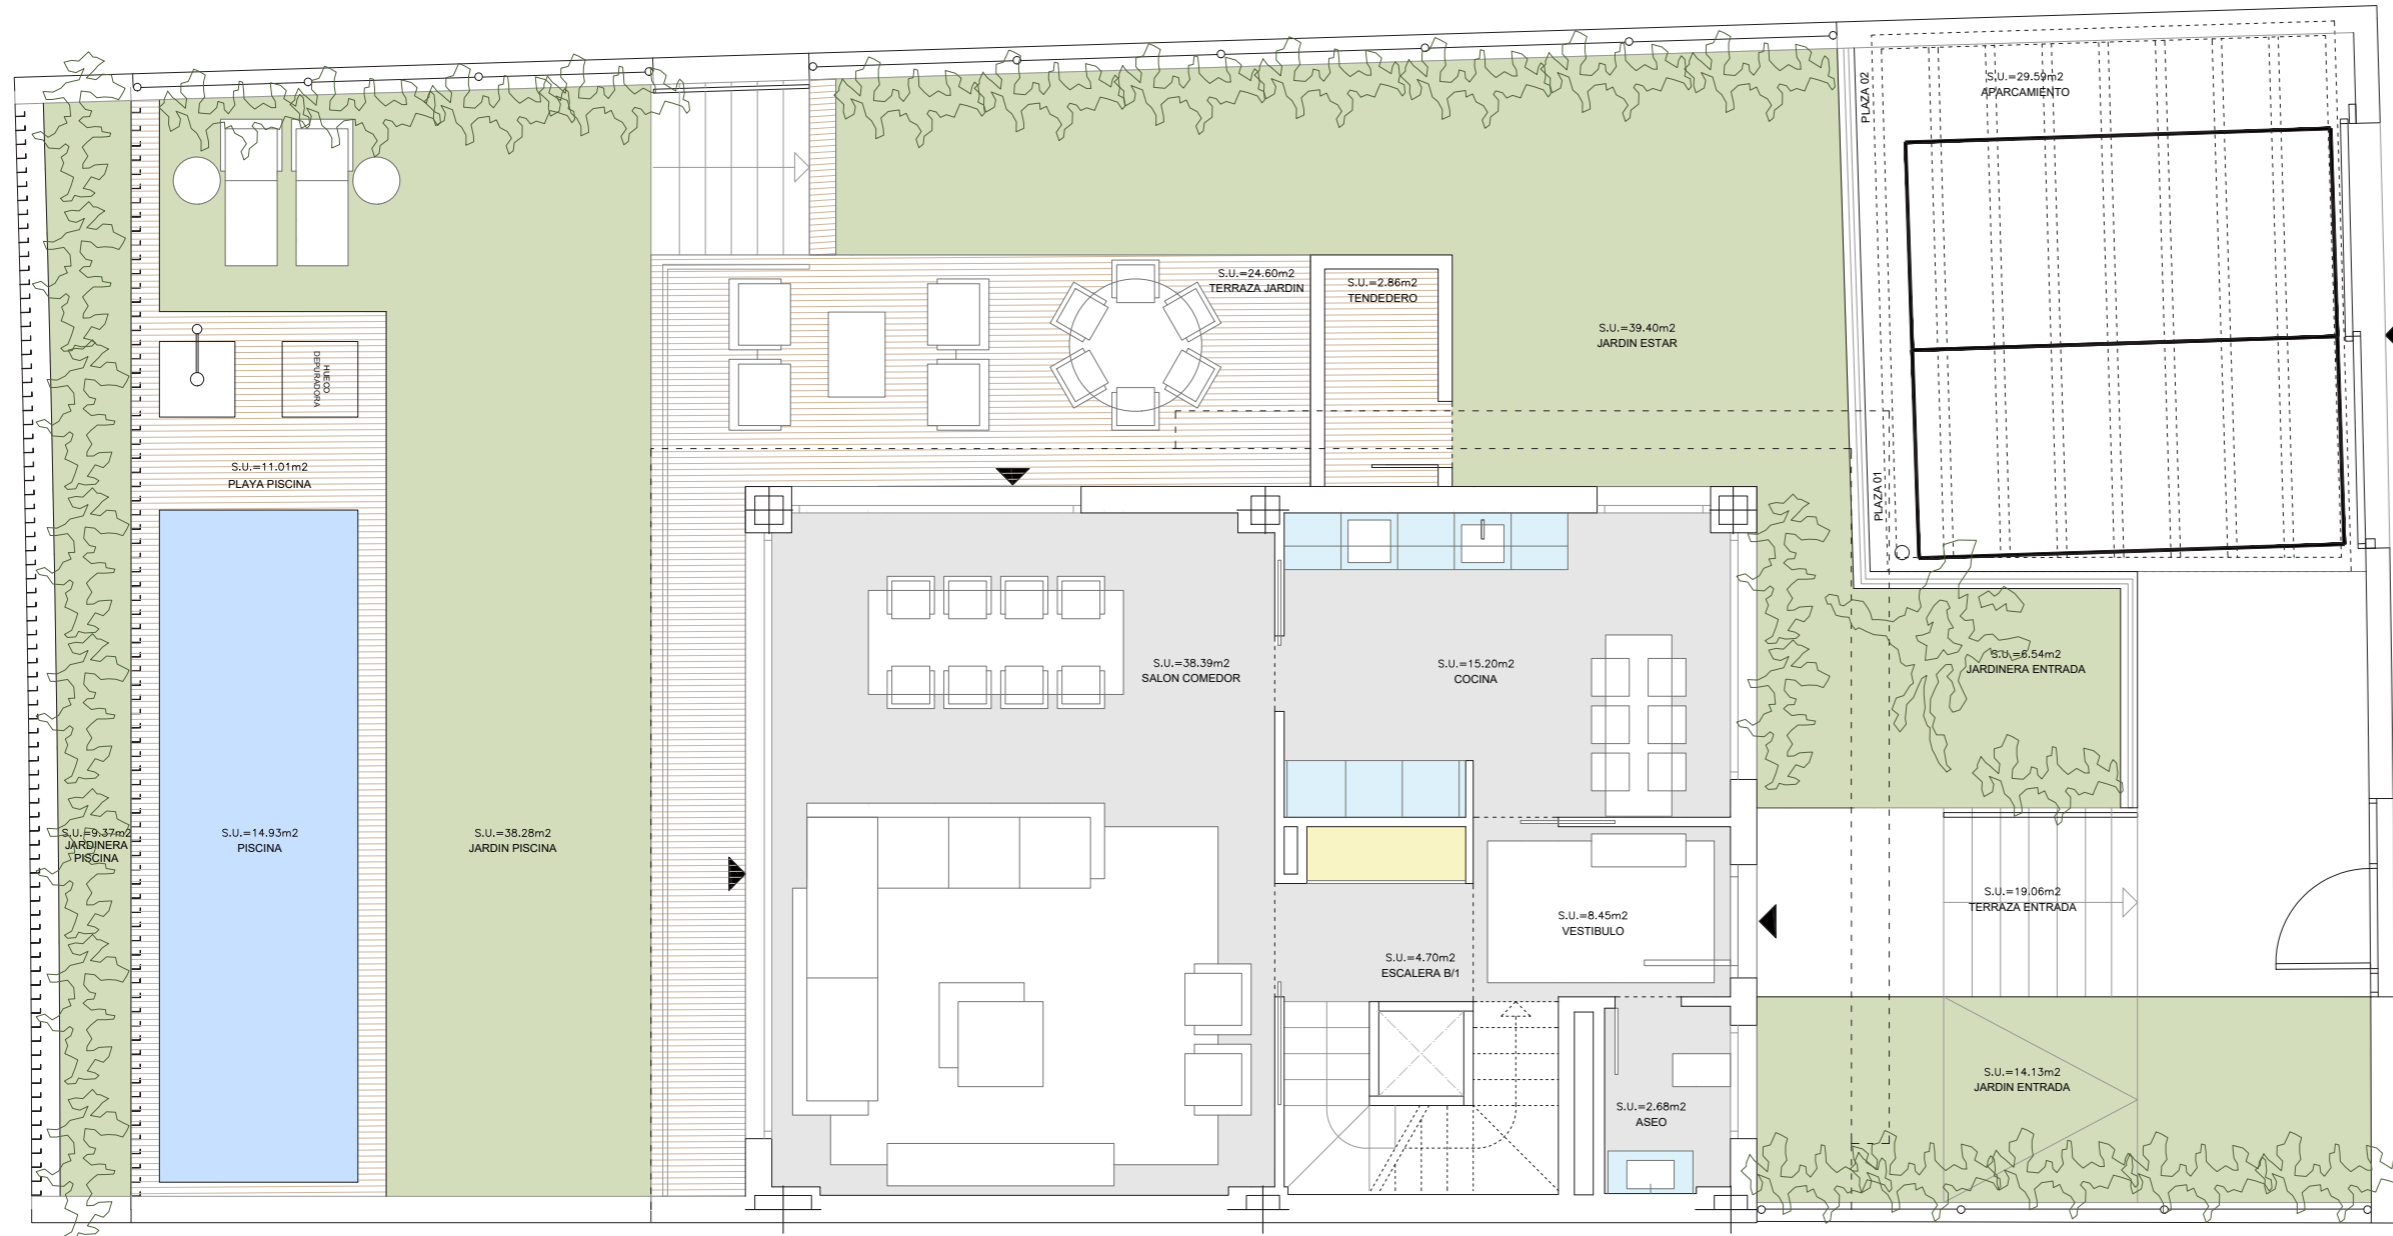 PLAZA 02
S.U.=29.59m2
APARCAMIENTO
S.U.=24.60m2
TERRAZA JARDIN
S.U.=2.86m2
TENDEDERO
S.U.=39.40m2
JARDIN ESTAR
HUECO
DEPURADORA
S.U.=11.01m2
PLAYA PISCINA
PLAZA 01
S.U.=38.39m2
SALON COMEDOR
S.U.=15.20m2
COCINA
S.U.=6.54m2
JARDINERA ENTRADA
S.U.=9.37m2
JARDINERA
PISCINA
S.U.=14.93m2
PISCINA
S.U.=38.28m2
JARDIN PISCINA
S.U.=8.45m2
VESTIBULO
S.U.=19.06m2
TERRAZA ENTRADA
S.U.=4.70m2
ESCALERA B/1
S.U.=2.68m2
ASEO
S.U.=14.13m2
JARDIN ENTRADA